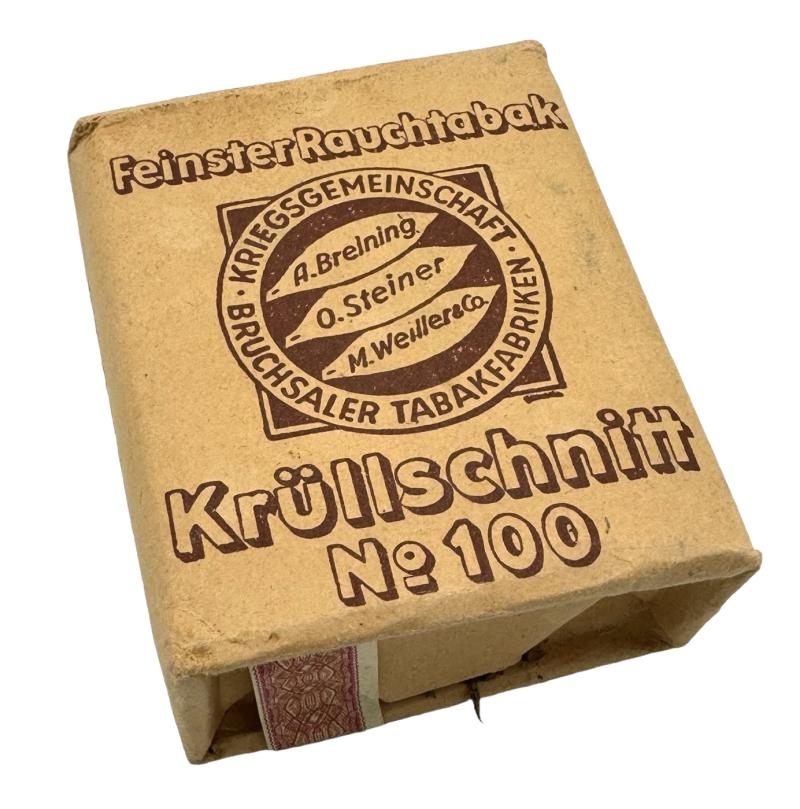 Feinster Rauchtabak
· KRIEGSGEMEINSCHAFT ·
A. Breining
O. Steiner
M. Weiller & Co.
BRUCHSALER TABAKFABRIKEN
Krüllschnitt
No 100